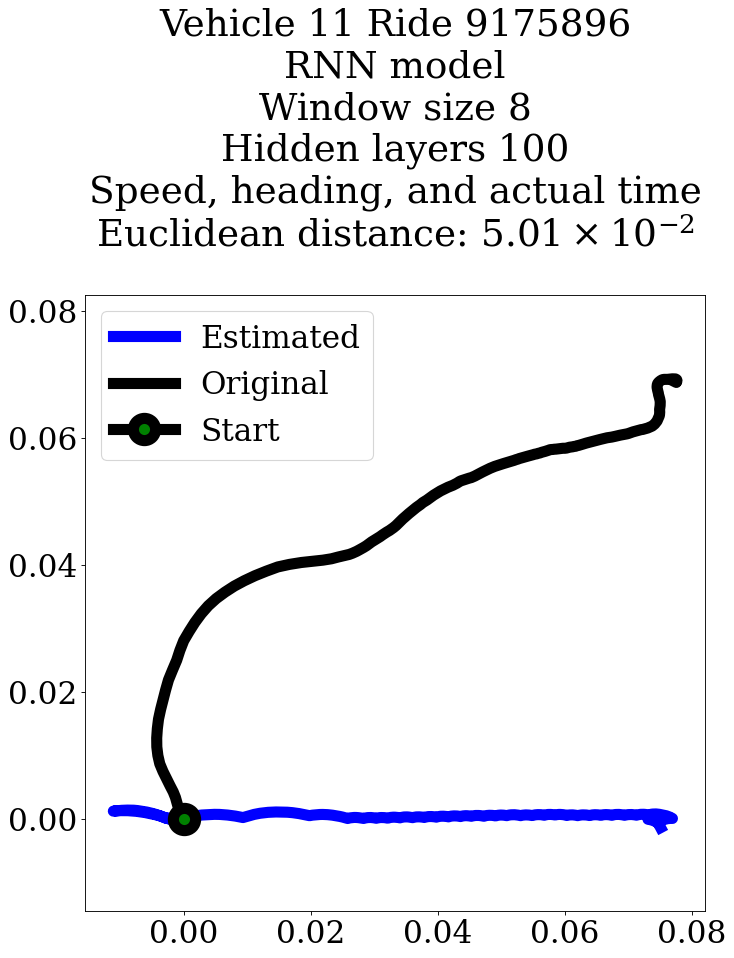 Vehicle 11 Ride 9175896
RNN model
Window size 8
Hidden layers 100
Speed, heading, and actual time
Euclidean distance: 5.01 × 10⁻²
Estimated
Original
Start
0.08
0.06
0.04
0.02
0.00
0.00 0.02 0.04 0.06 0.08